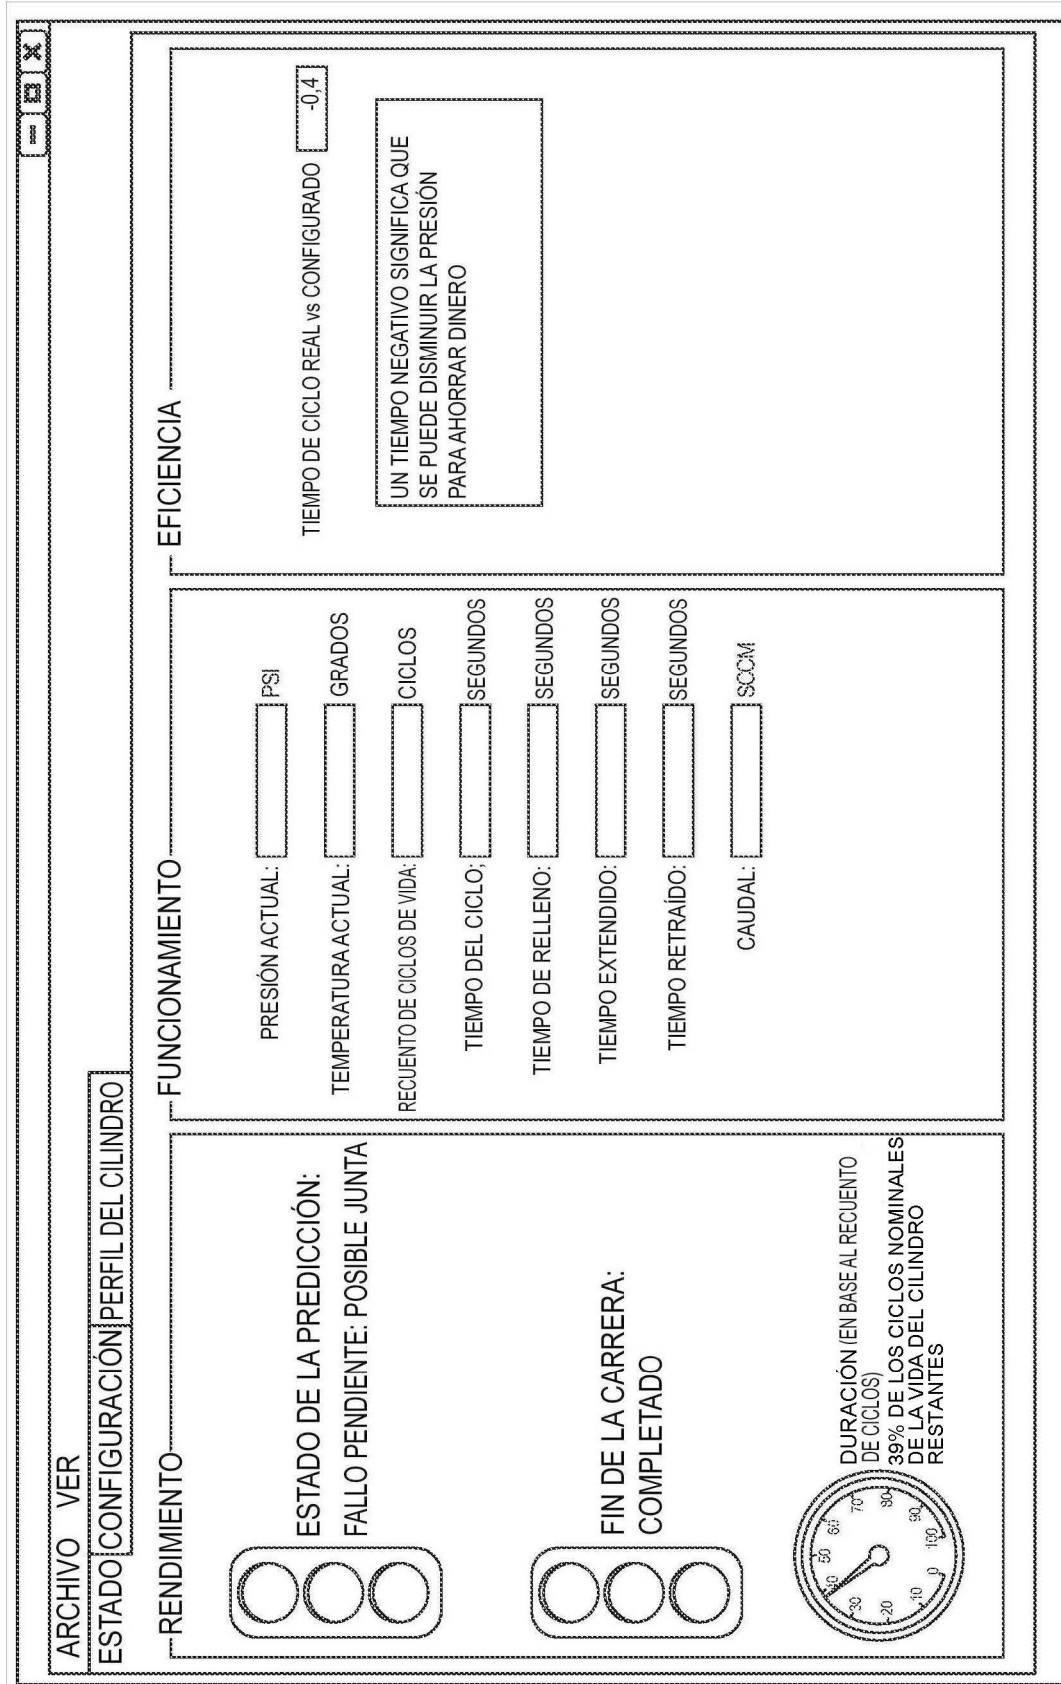 ARCHIVO VER
ESTADO CONFIGURACIÓN PERFIL DEL CILINDRO
RENDIMIENTO
ESTADO DE LA PREDICCIÓN:
FALLO PENDIENTE: POSIBLE JUNTA
FIN DE LA CARRERA:
COMPLETADO
0 10 20 30 40 50 60 70 80 90 100
DURACIÓN (EN BASE AL RECUENTO
DE CICLOS)
39% DE LOS CICLOS NOMINALES
DE LA VIDA DEL CILINDRO
RESTANTES
FUNCIONAMIENTO
PRESIÓN ACTUAL: PSI
TEMPERATURA ACTUAL: GRADOS
RECUENTO DE CICLOS DE VIDA: CICLOS
TIEMPO DEL CICLO; SEGUNDOS
TIEMPO DE RELLENO: SEGUNDOS
TIEMPO EXTENDIDO: SEGUNDOS
TIEMPO RETRAÍDO: SEGUNDOS
CAUDAL: SCCM
EFICIENCIA
TIEMPO DE CICLO REAL vs CONFIGURADO -0,4
UN TIEMPO NEGATIVO SIGNIFICA QUE
SE PUEDE DISMINUIR LA PRESIÓN
PARA AHORRAR DINERO